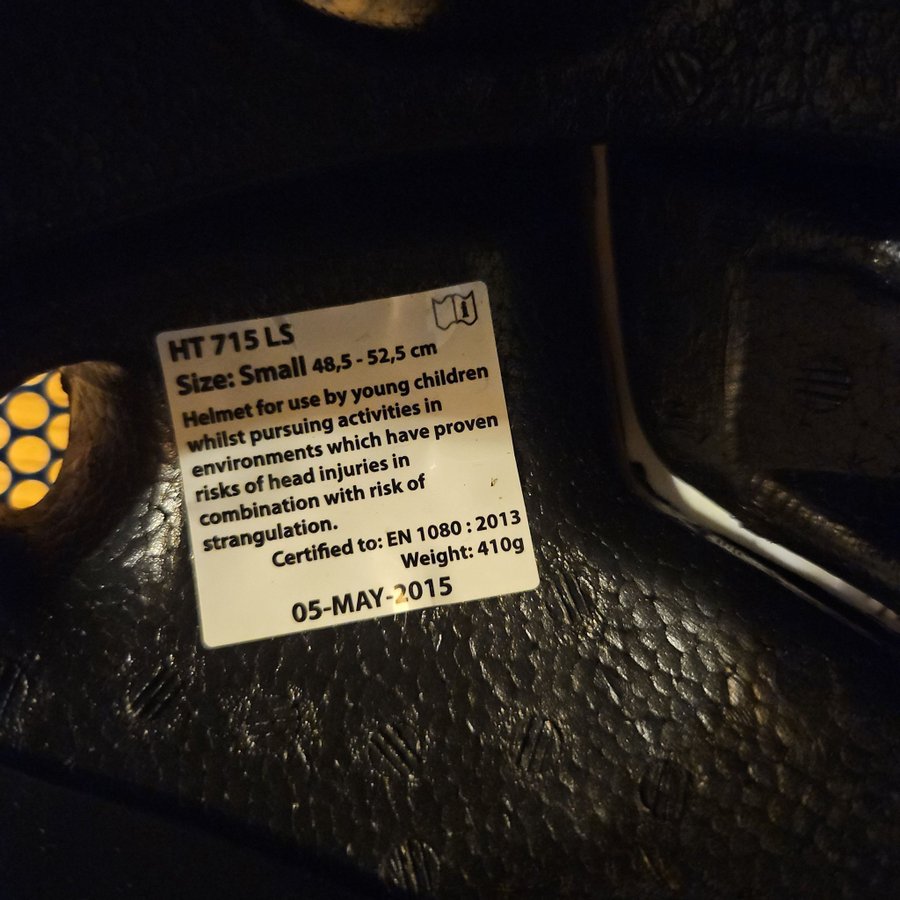 HT 715 LS
Size: Small 48,5 - 52,5 cm
Helmet for use by young children
whilst pursuing activities in
environments which have proven
risks of head injuries in
combination with risk of
strangulation.
Certified to: EN 1080 : 2013
Weight: 410g
05-MAY-2015